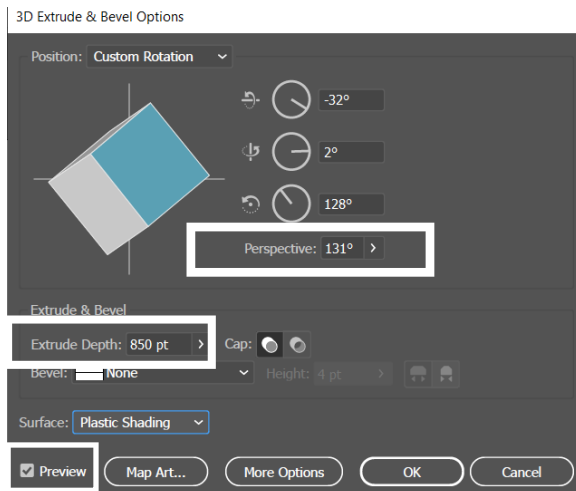 3D Extrude & Bevel Options
Position: Custom Rotation
-32°
2°
128°
Perspective: 131°
Extrude & Bevel
Extrude Depth: 850 pt Cap:
Bevel: None Height: 4 pt
Surface: Plastic Shading
Preview Map Art... More Options OK Cancel